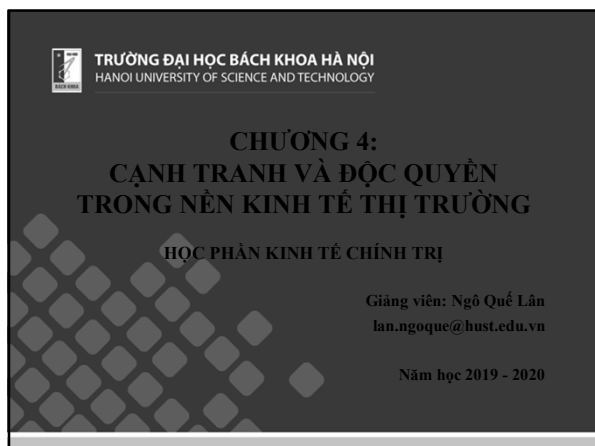 TRƯỜNG ĐẠI HỌC BÁCH KHOA HÀ NỘI
HANOI UNIVERSITY OF SCIENCE AND TECHNOLOGY
BÁCH KHOA
CHƯƠNG 4:
CẠNH TRANH VÀ ĐỘC QUYỀN
TRONG NỀN KINH TẾ THỊ TRƯỜNG
HỌC PHẦN KINH TẾ CHÍNH TRỊ
Giảng viên: Ngô Quế Lân
lan.ngoque@hust.edu.vn
Năm học 2019 - 2020